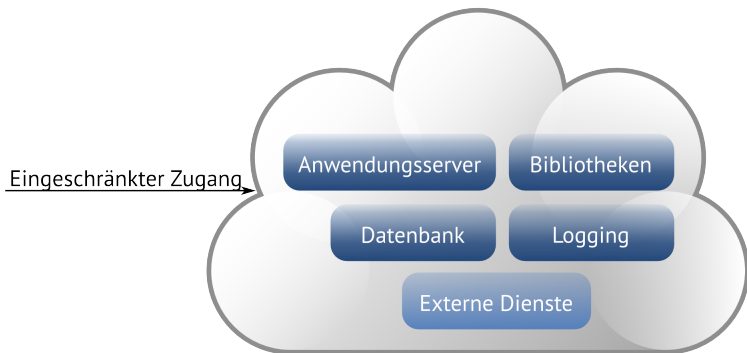 Eingeschränkter Zugang
Anwendungsserver
Bibliotheken
Datenbank
Logging
Externe Dienste